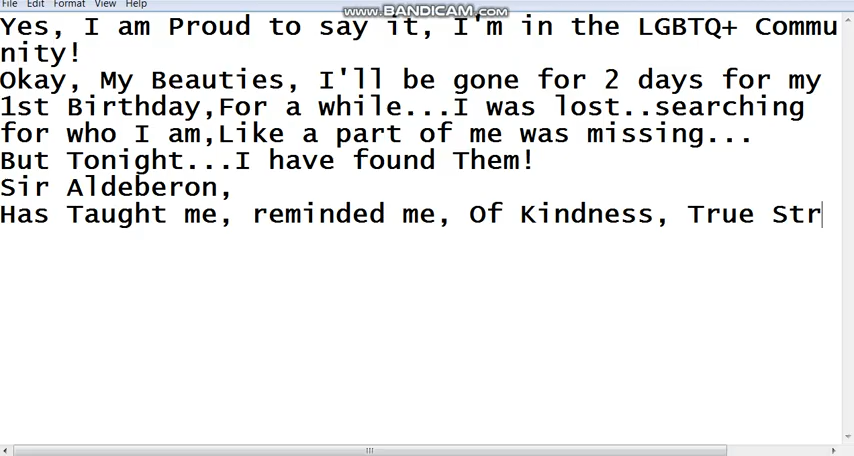 File Edit Format View Help
www.BANDICAM.com
Yes, I am Proud to say it, I'm in the LGBTQ+ Commu
nity!
Okay, My Beauties, I'll be gone for 2 days for my
1st Birthday,For a while...I was lost..searching
for who I am,Like a part of me was missing...
But Tonight...I have found Them!
Sir Aldeberon,
Has Taught me, reminded me, Of Kindness, True Str